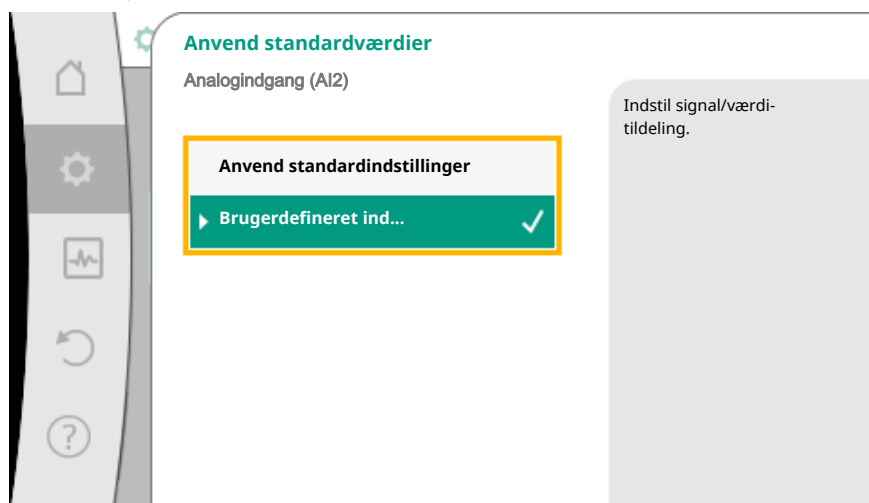 Anvend standardværdier
Analogindgang (AI2)
Anvend standardindstillinger
Brugerdefineret ind...
Indstil signal/værdi-
tildeling.
?